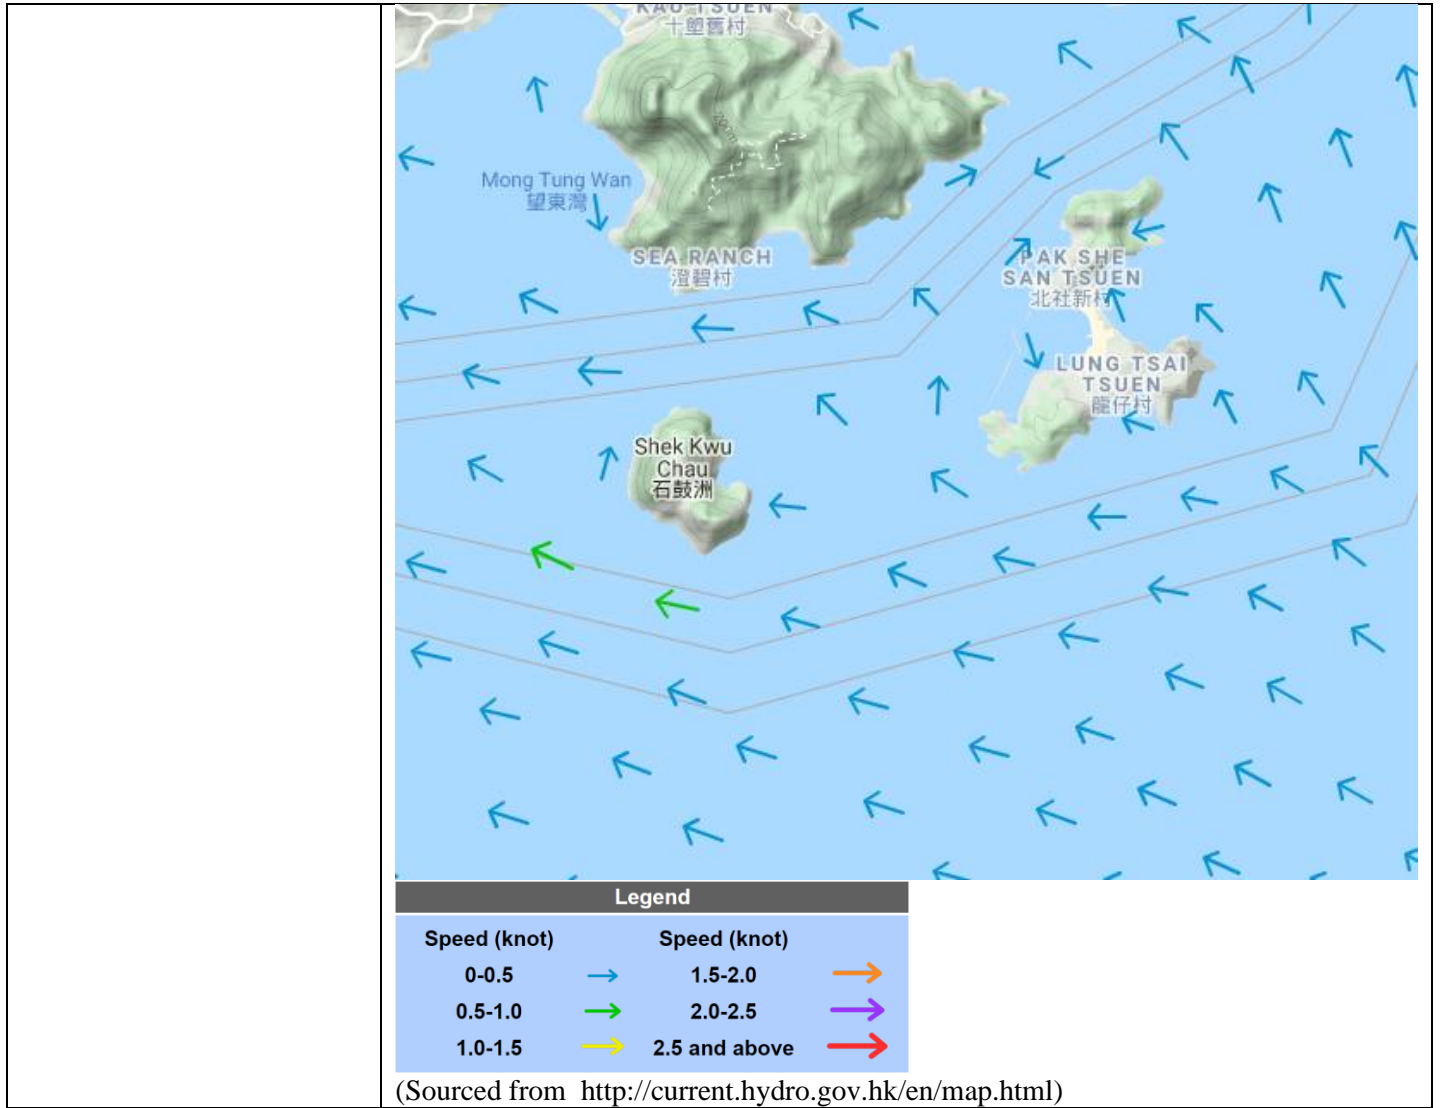 KAU TSUEN
十塱舊村
200m
Mong Tung Wan
望東灣
SEA RANCH
澄碧村
PAK SHE
SAN TSUEN
北社新村
LUNG TSAI
TSUEN
龍仔村
Shek Kwu
Chau
石鼓洲
Legend
Speed (knot) Speed (knot)
0-0.5 1.5-2.0
0.5-1.0 2.0-2.5
1.0-1.5 2.5 and above
(Sourced from http://current.hydro.gov.hk/en/map.html)